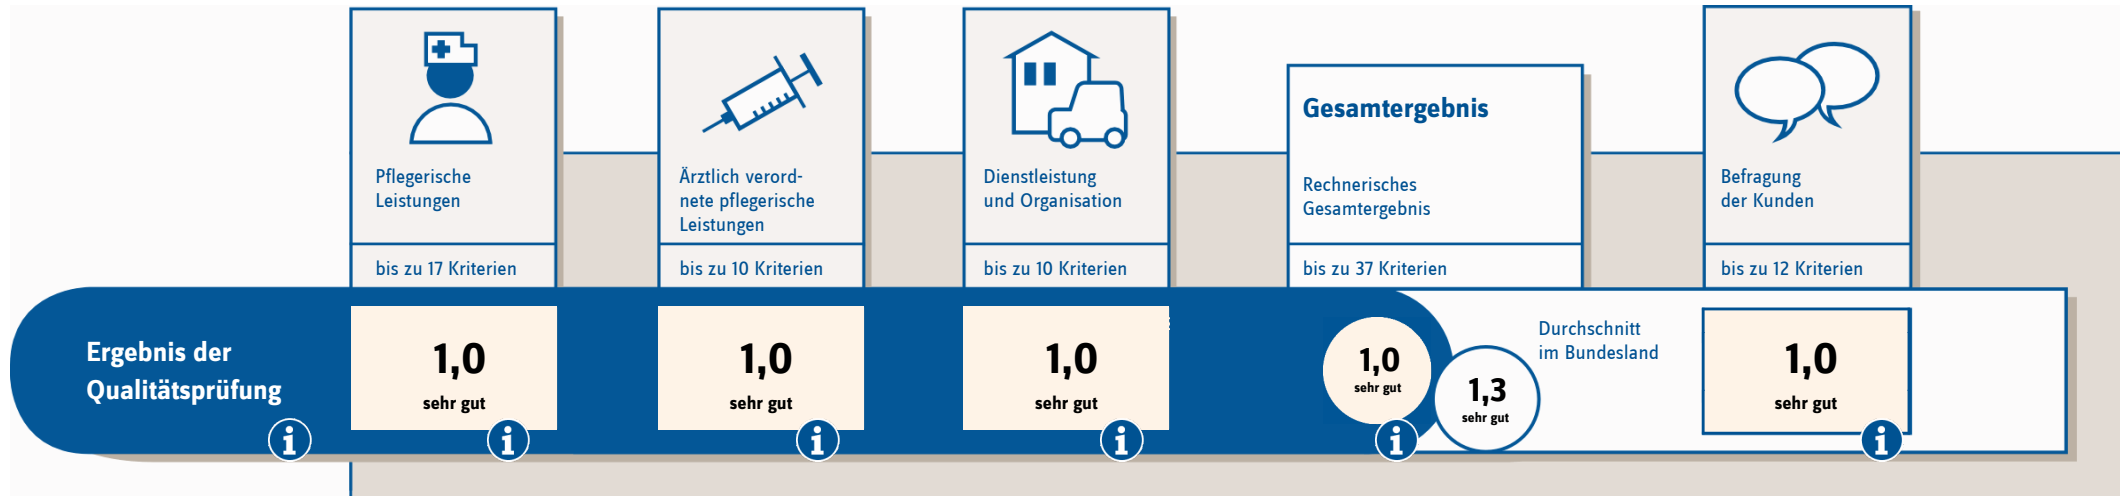 Pflegerische
Leistungen
bis zu 17 Kriterien
Ärztlich verord-
nete pflegerische
Leistungen
bis zu 10 Kriterien
Dienstleistung
und Organisation
bis zu 10 Kriterien
Gesamtergebnis
Rechnerisches
Gesamtergebnis
bis zu 37 Kriterien
Befragung
der Kunden
bis zu 12 Kriterien
Ergebnis der
Qualitätsprüfung
i
1,0
sehr gut
i
1,0
sehr gut
i
1,0
sehr gut
i
1,0
sehr gut
i
1,3
sehr gut
Durchschnitt
im Bundesland
1,0
sehr gut
i